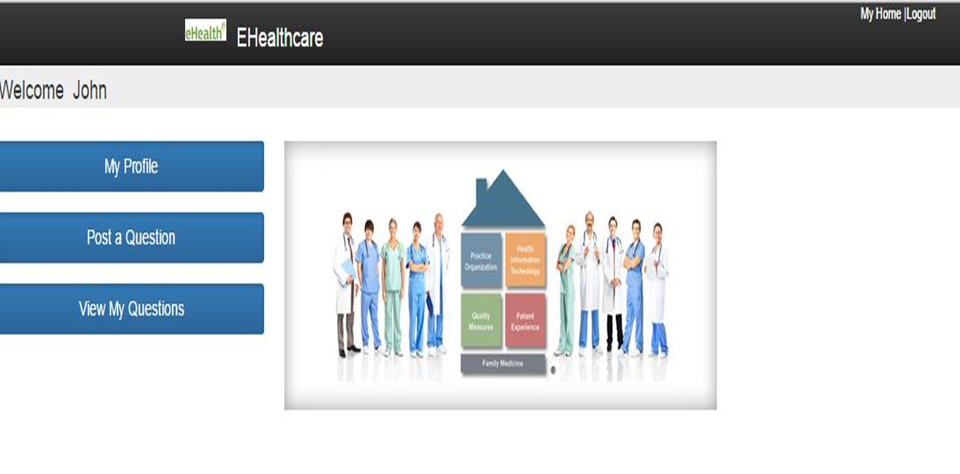 My Home |Logout
eHealth®
EHealthcare
Welcome John
My Profile
Post a Question
View My Questions
Practice
Organization
Health
Information
Technology
Quality
Measures
Patient
Experience
Family Medicine
®